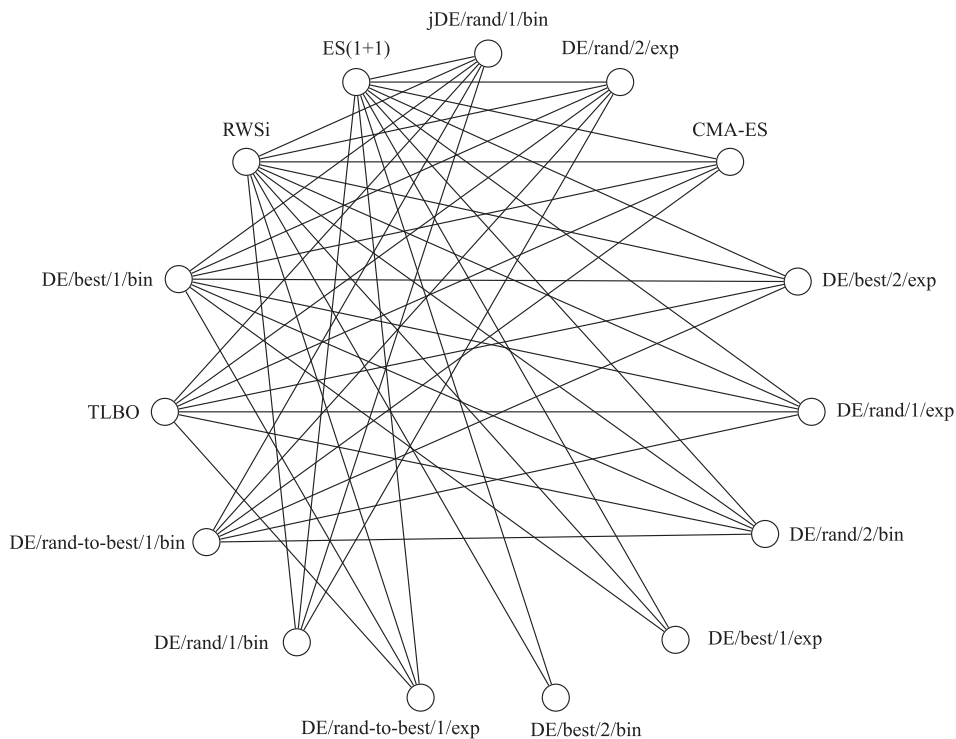 jDE/rand/1/bin
ES(1+1)
DE/rand/2/exp
RWSi
CMA-ES
DE/best/1/bin
DE/best/2/exp
TLBO
DE/rand/1/exp
DE/rand-to-best/1/bin
DE/rand/2/bin
DE/rand/1/bin
DE/best/1/exp
DE/rand-to-best/1/exp
DE/best/2/bin